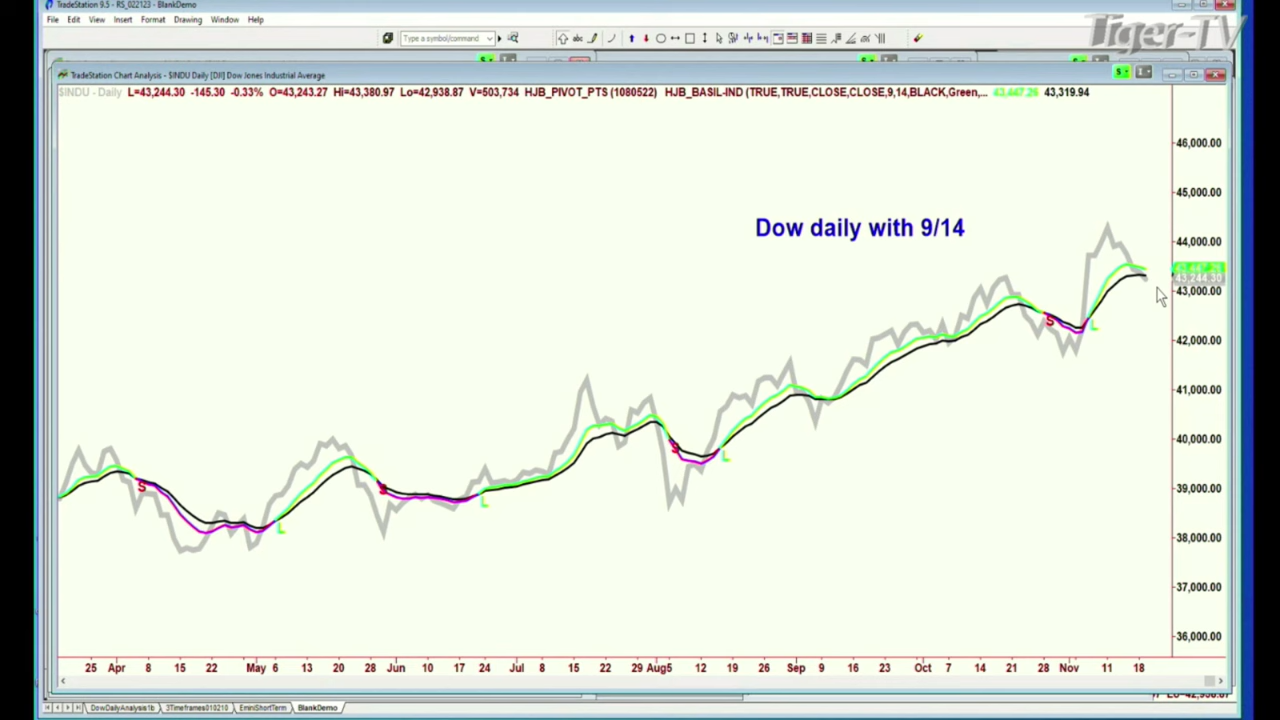 TradeStation 9.5 - RS_022123 - BlankDemo
File Edit View Insert Format Drawing Window Help
Type a symbol/command
Tiger-TV
TradeStation Chart Analysis - $INDU Daily [DJI] Dow Jones Industrial Average
$INDU - Daily L=43,244.30 -145.30 -0.33% O=43,243.27 Hi=43,380.97 Lo=42,938.87 V=503,734 HJB_PIVOT_PTS (1080522) HJB_BASIL-IND (TRUE,TRUE,CLOSE,CLOSE,9,14,BLACK,Green,... 43,447.26 43,319.94
46,000.00
45,000.00
Dow daily with 9/14
44,000.00
43,244.30
43,000.00
S
L
42,000.00
41,000.00
40,000.00
S
L
39,000.00
S
S
L
L
38,000.00
37,000.00
36,000.00
25 Apr 8 15 22 May 6 13 20 28 Jun 10 17 24 Jul 8 15 22 29 Aug5 12 19 26 Sep 9 16 23 Oct 7 14 21 28 Nov 11 18
DowDailyAnalysis1b 3Timeframes010210 EminiShortTerm BlankDemo